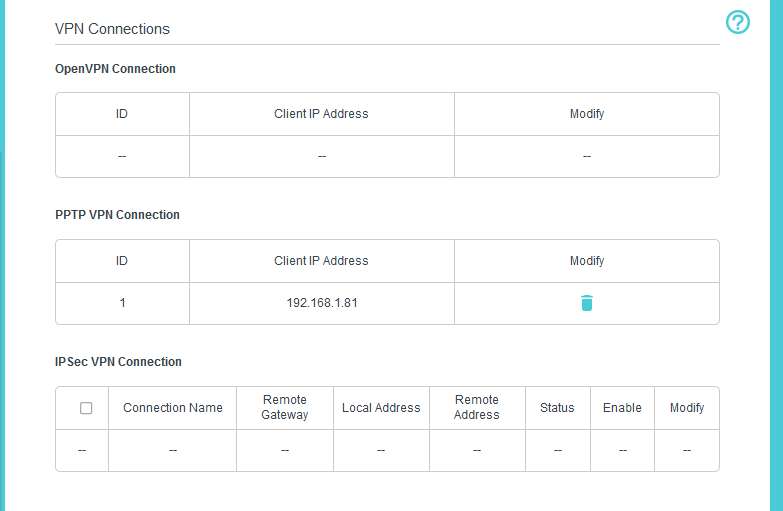 VPN Connections
?
OpenVPN Connection
ID Client IP Address Modify
-- -- --
PPTP VPN Connection
ID Client IP Address Modify
1 192.168.1.81
IPSec VPN Connection
Connection Name Remote Gateway Local Address Remote Address Status Enable Modify
-- -- -- -- -- -- -- --